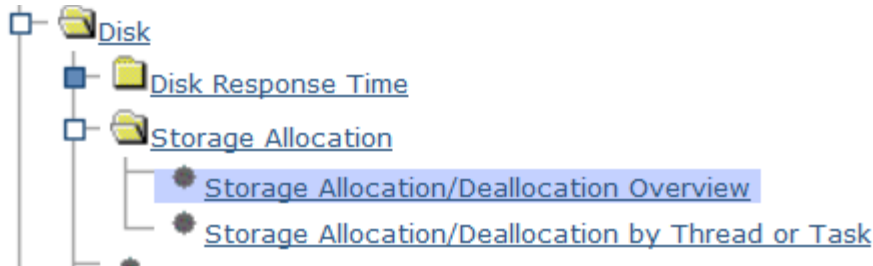 Disk
Disk Response Time
Storage Allocation
Storage Allocation/Deallocation Overview
Storage Allocation/Deallocation by Thread or Task